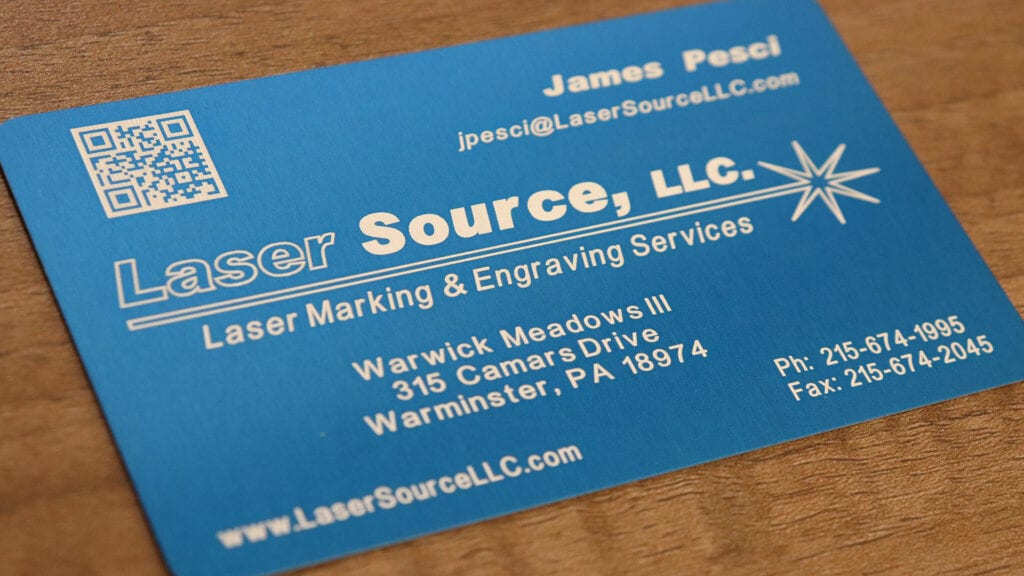 James Pesci
jpesci@LaserSourceLLC.com
Laser Source, LLC.
Laser Marking & Engraving Services
Warwick Meadows III
315 Camars Drive
Warminster, PA 18974
Ph: 215-674-1995
Fax: 215-674-2045
www.LaserSourceLLC.com